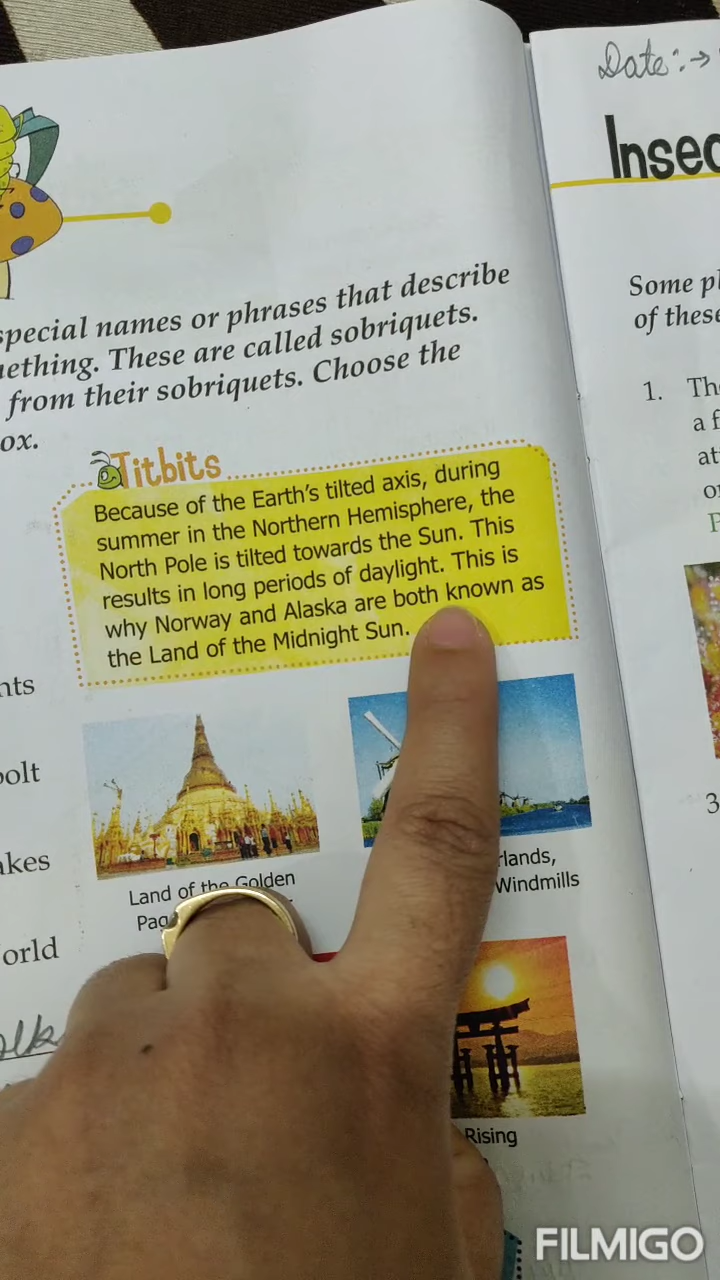 special names or phrases that describe
ething. These are called sobriquets.
from their sobriquets. Choose the
ox.
Titbits
Because of the Earth's tilted axis, during
summer in the Northern Hemisphere, the
North Pole is tilted towards the Sun. This
results in long periods of daylight. This is
why Norway and Alaska are both known as
the Land of the Midnight Sun.
nts
olt
akes
orld
Land of the Golden
Pag
rlands,
Windmills
Rising
Date:→
Insec
Some pl
of these
1. Th
a f
at
o
P
3
FILMIGO